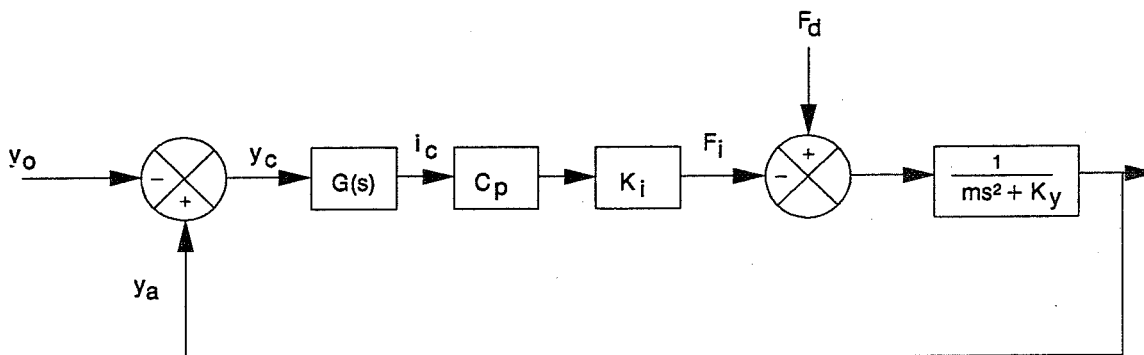 F_d
y_o
−
+
y_c
G(s)
i_c
C_p
K_i
F_i
+
−
1
ms² + K_y
y_a